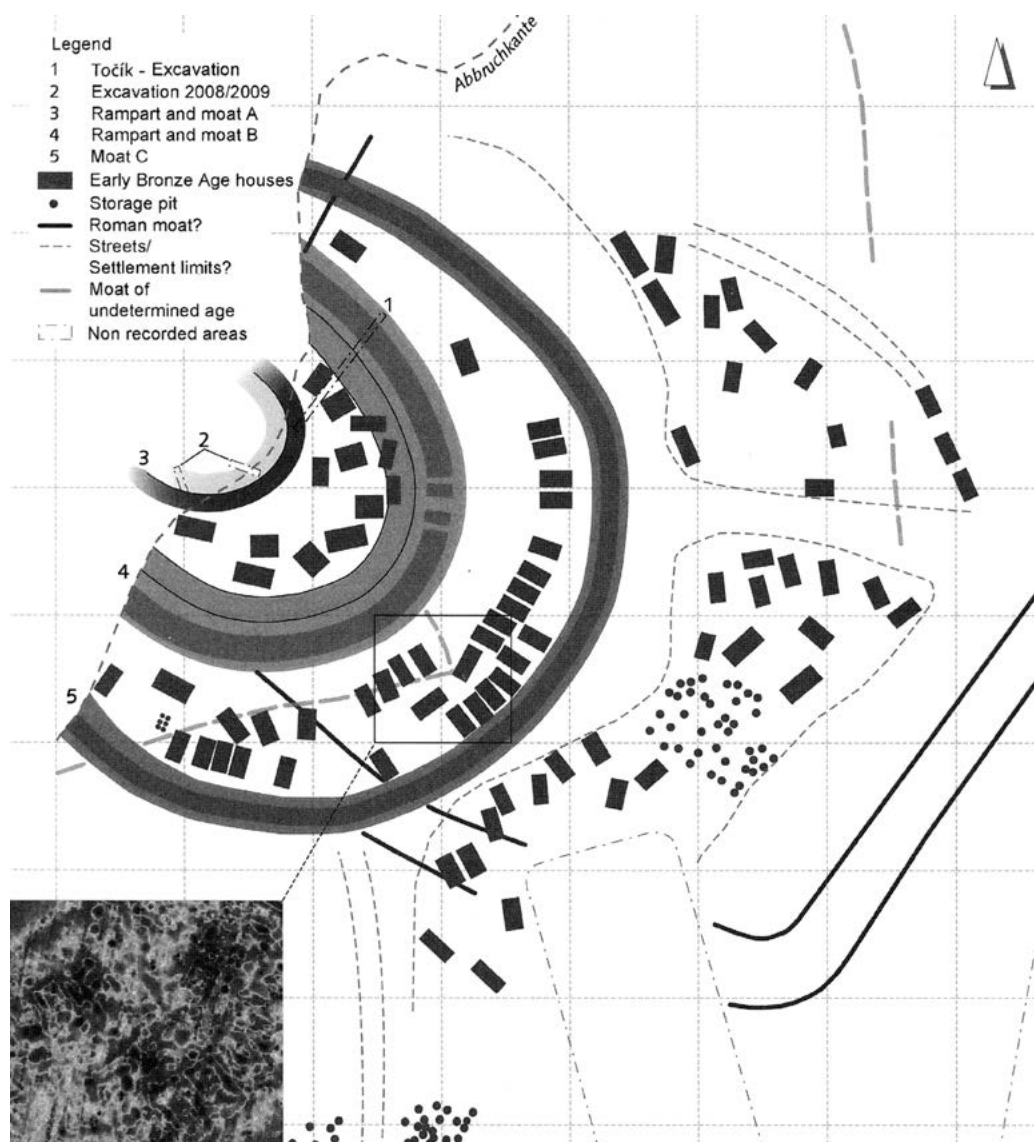 Legend
1 Točík - Excavation
2 Excavation 2008/2009
3 Rampart and moat A
4 Rampart and moat B
5 Moat C
Early Bronze Age houses
Storage pit
Roman moat?
Streets/
Settlement limits?
Moat of
undetermined age
Non recorded areas
Abbruchkante
1
2
3
4
5